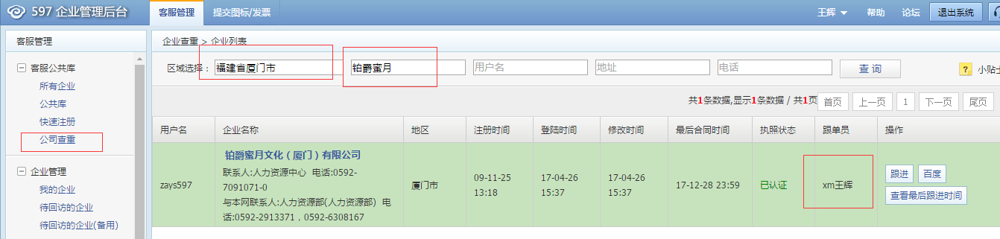 597 企业管理后台
客服管理
提交图标/发票
王辉
帮助
论坛
退出系统
客服管理
客服公共库
所有企业
公共库
快速注册
公司查重
企业管理
我的企业
待回访的企业
待回访的企业(备用)
企业查重 > 企业列表
区域选择：
福建省厦门市
铂爵蜜月
用户名
地址
电话
查 询
小贴士
共1条数据,显示1条数据 / 共1页
首页
上一页
1
下一页
尾页
用户名
企业名称
地区
注册时间
登陆时间
修改时间
最后合同时间
执照状态
跟单员
操作
zays597
铂爵蜜月文化（厦门）有限公司
联系人:人力资源中心 电话:0592-
7091071-0
与本网联系人:人力资源部(人力资源部) 电
话:0592-2913371，0592-6308167
厦门市
09-11-25
13:18
17-04-26
15:37
17-04-26
15:37
17-12-28 23:59
已认证
xm王辉
跟进
百度
查看最后跟进时间